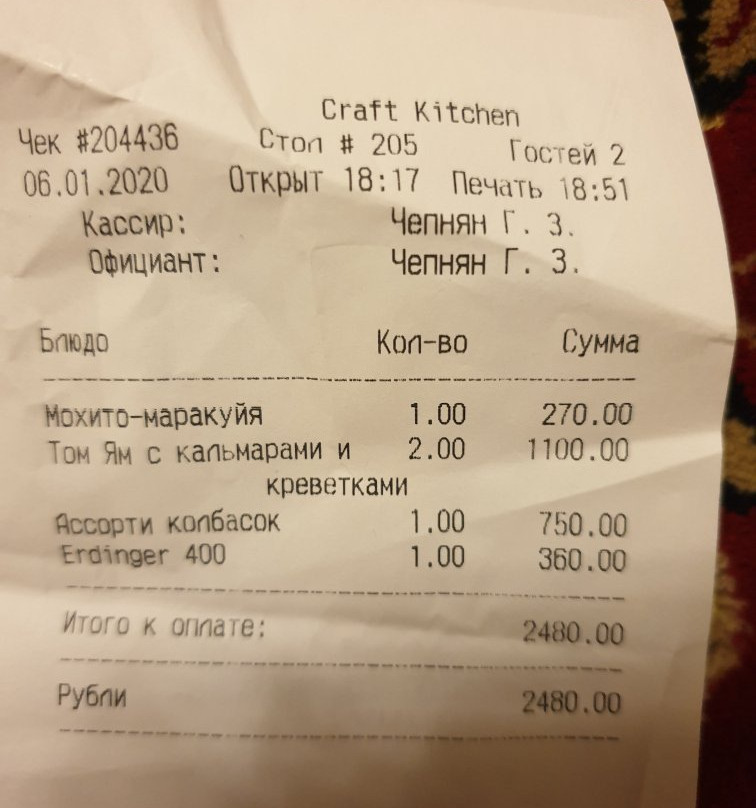 Craft Kitchen
Чек #204436 Стол # 205 Гостей 2
06.01.2020 Открыт 18:17 Печать 18:51
Кассир: Чепнян Г. З.
Официант: Чепнян Г. З.
Блюдо Кол-во Сумма
Мохито-маракуйя 1.00 270.00
Том Ям с кальмарами и 2.00 1100.00
креветками
Ассорти колбасок 1.00 750.00
Erdinger 400 1.00 360.00
Итого к оплате: 2480.00
Рубли 2480.00